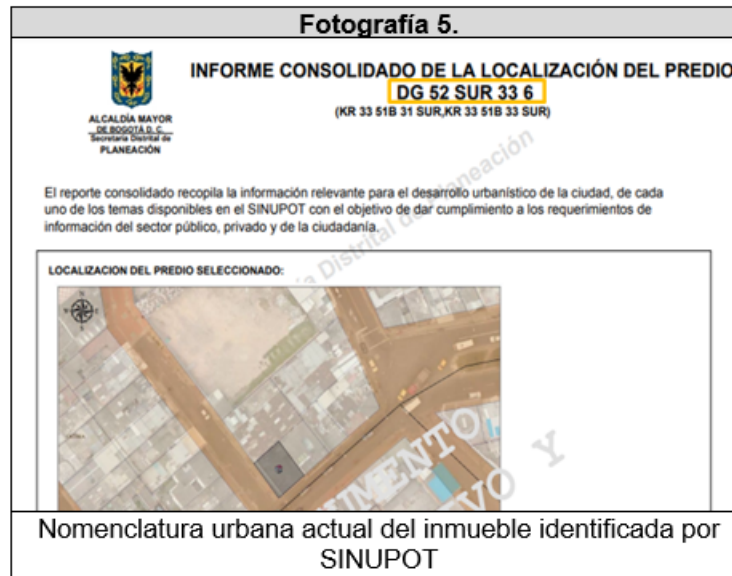 Fotografía 5.
ALCALDÍA MAYOR
DE BOGOTÁ D. C.
Secretaría Distrital de
PLANEACIÓN
INFORME CONSOLIDADO DE LA LOCALIZACIÓN DEL PREDIO
DG 52 SUR 33 6
(KR 33 51B 31 SUR,KR 33 51B 33 SUR)
El reporte consolidado recopila la información relevante para el desarrollo urbanístico de la ciudad, de cada
uno de los temas disponibles en el SINUPOT con el objetivo de dar cumplimiento a los requerimientos de
información del sector público, privado y de la ciudadanía.
Distrital de Planeación
LOCALIZACION DEL PREDIO SELECCIONADO:
Y
Nomenclatura urbana actual del inmueble identificada por
SINUPOT